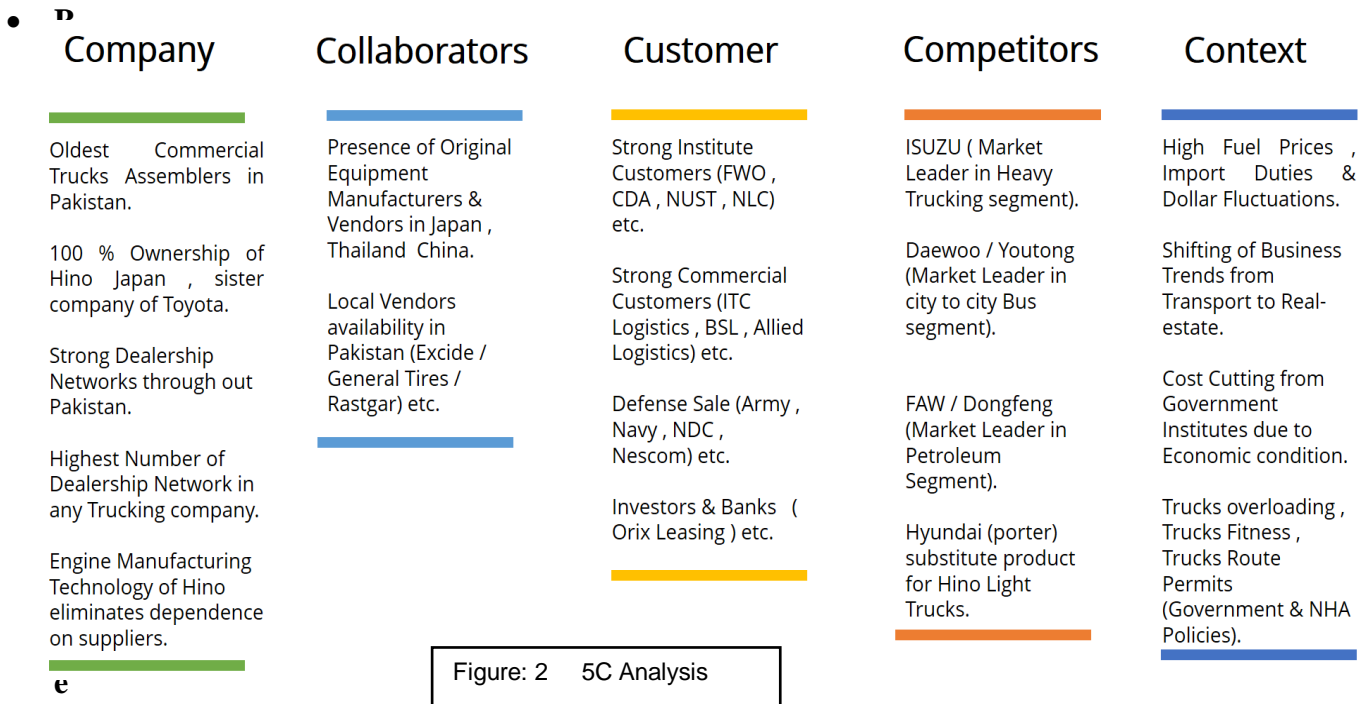 Company
Oldest Commercial
Trucks Assemblers in
Pakistan.
100 % Ownership of
Hino Japan , sister
company of Toyota.
Strong Dealership
Networks through out
Pakistan.
Highest Number of
Dealership Network in
any Trucking company.
Engine Manufacturing
Technology of Hino
eliminates dependence
on suppliers.
Collaborators
Presence of Original
Equipment
Manufacturers &
Vendors in Japan ,
Thailand China.
Local Vendors
availability in
Pakistan (Excide /
General Tires /
Rastgar) etc.
Customer
Strong Institute
Customers (FWO ,
CDA , NUST , NLC)
etc.
Strong Commercial
Customers (ITC
Logistics , BSL , Allied
Logistics) etc.
Defense Sale (Army ,
Navy , NDC ,
Nescom) etc.
Investors & Banks (
Orix Leasing ) etc.
Competitors
ISUZU ( Market
Leader in Heavy
Trucking segment).
Daewoo / Youtong
(Market Leader in
city to city Bus
segment).
FAW / Dongfeng
(Market Leader in
Petroleum
Segment).
Hyundai (porter)
substitute product
for Hino Light
Trucks.
Context
High Fuel Prices ,
Import Duties &
Dollar Fluctuations.
Shifting of Business
Trends from
Transport to Real-
estate.
Cost Cutting from
Government
Institutes due to
Economic condition.
Trucks overloading ,
Trucks Fitness ,
Trucks Route
Permits
(Government & NHA
Policies).
e
Figure: 2 5C Analysis